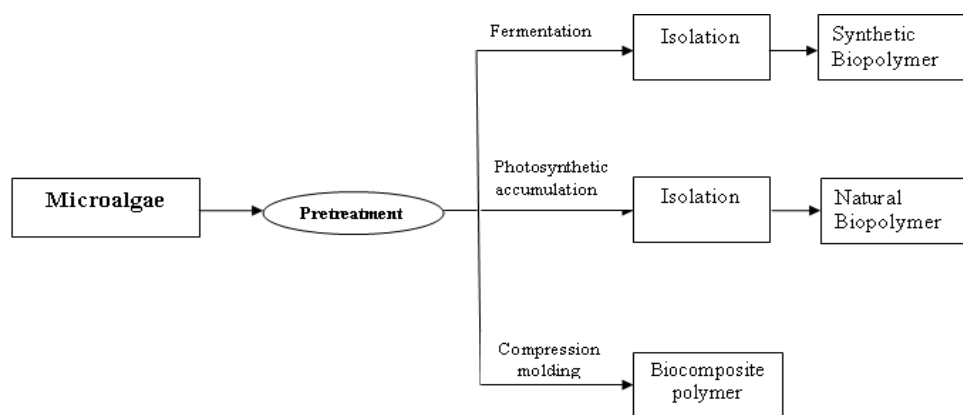 Microalgae
Pretreatment
Fermentation
Isolation
Synthetic
Biopolymer
Photosynthetic
accumulation
Isolation
Natural
Biopolymer
Compression
molding
Biocomposite
polymer